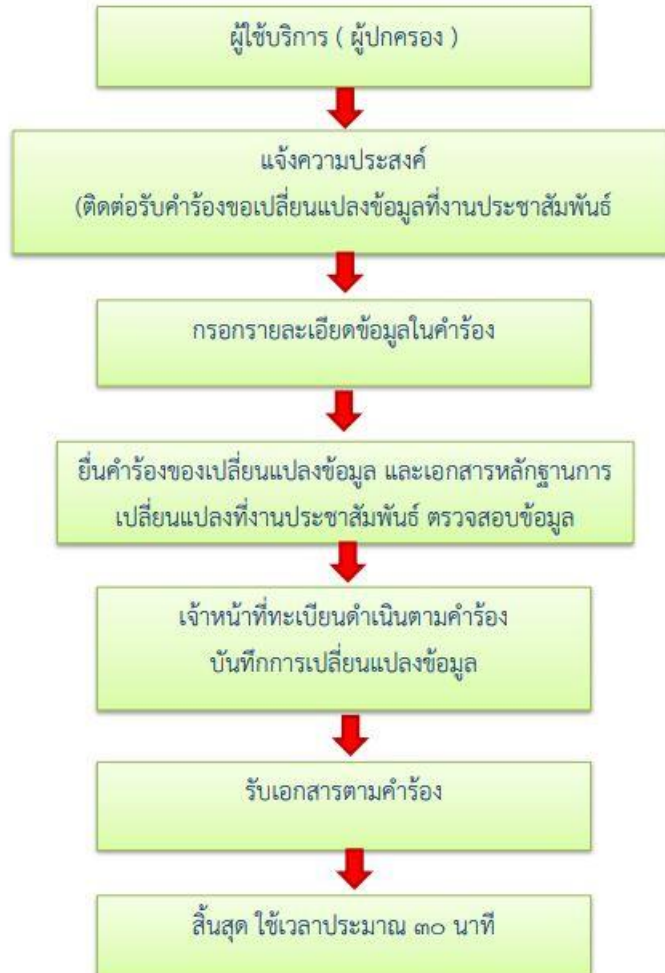 ผู้ใช้บริการ ( ผู้ปกครอง )
แจ้งความประสงค์
(ติดต่อรับคำร้องขอเปลี่ยนแปลงข้อมูลที่งานประชาสัมพันธ์
กรอกรายละเอียดข้อมูลในคำร้อง
ยื่นคำร้องของเปลี่ยนแปลงข้อมูล และเอกสารหลักฐานการ
เปลี่ยนแปลงที่งานประชาสัมพันธ์ ตรวจสอบข้อมูล
เจ้าหน้าที่ทะเบียนดำเนินตามคำร้อง
บันทึกการเปลี่ยนแปลงข้อมูล
รับเอกสารตามคำร้อง
สิ้นสุด ใช้เวลาประมาณ ๓๐ นาที